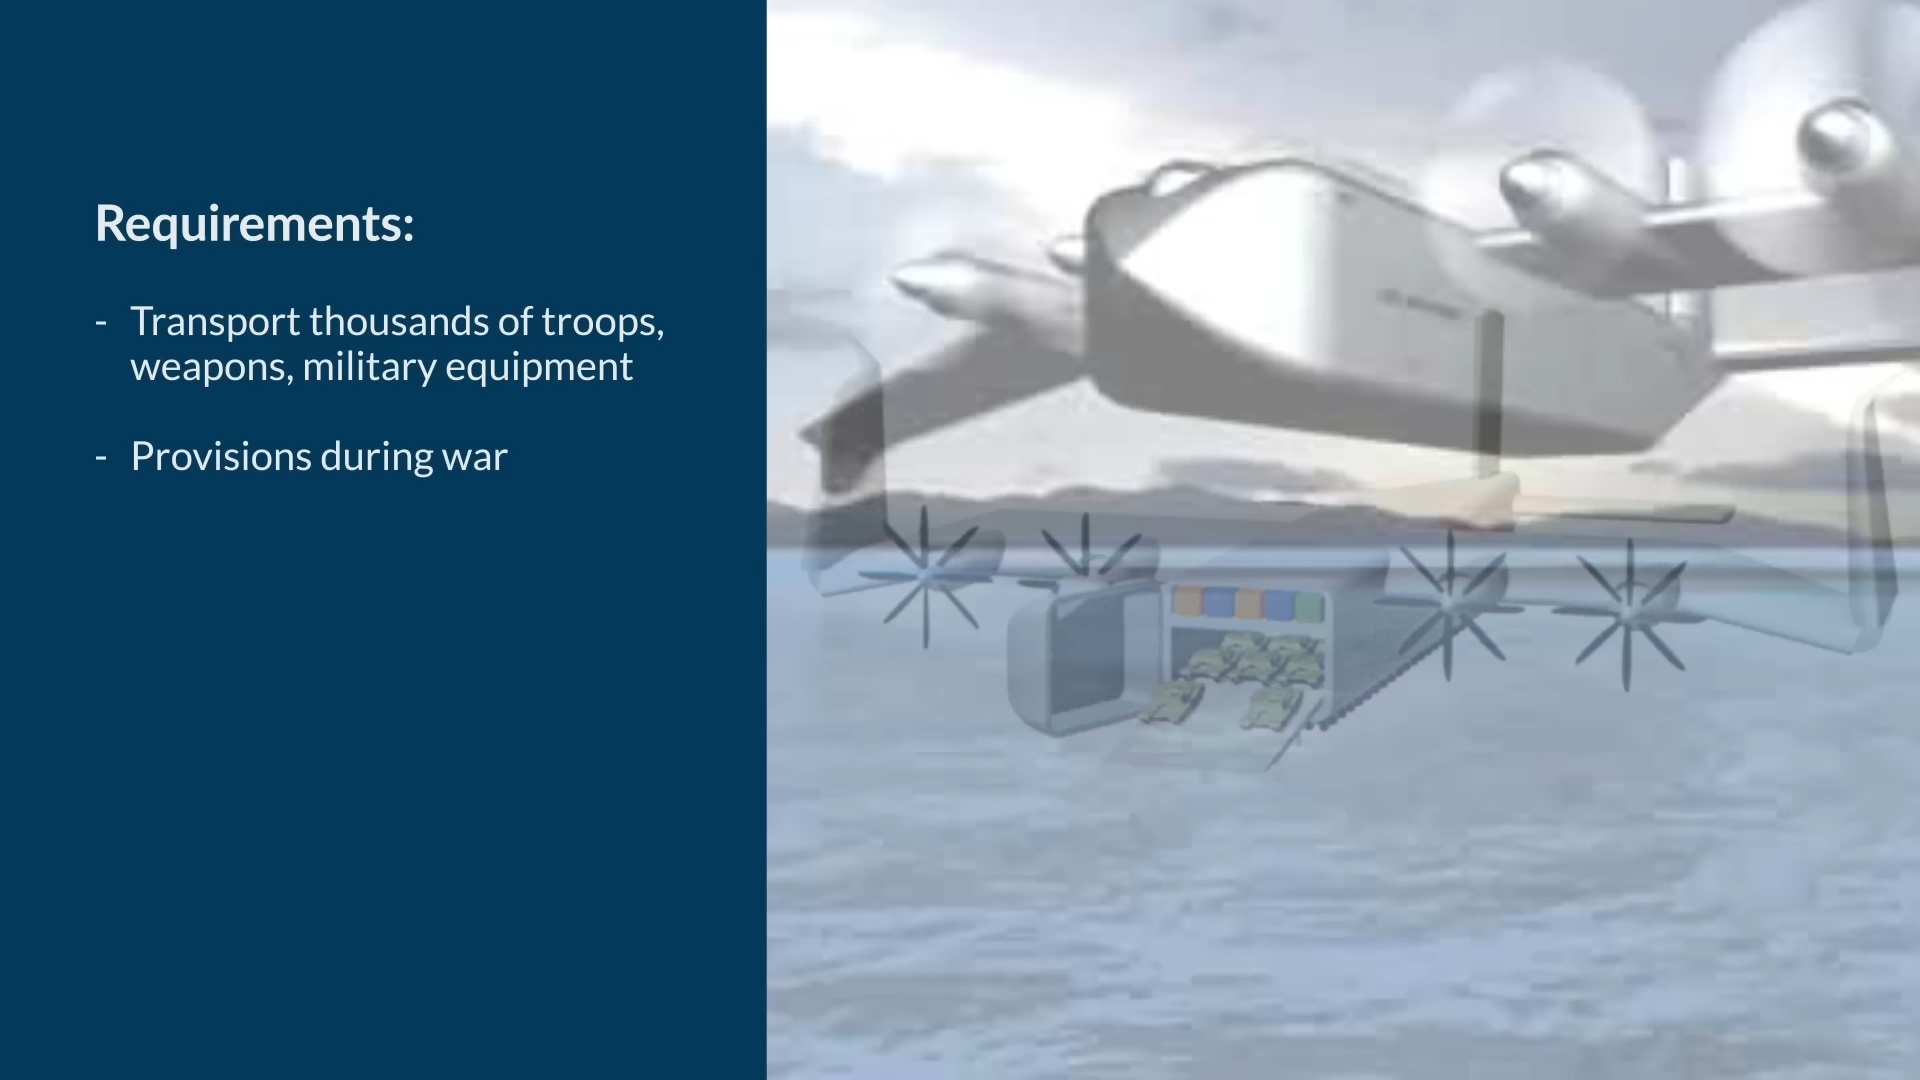 Requirements:
- Transport thousands of troops,
weapons, military equipment
- Provisions during war